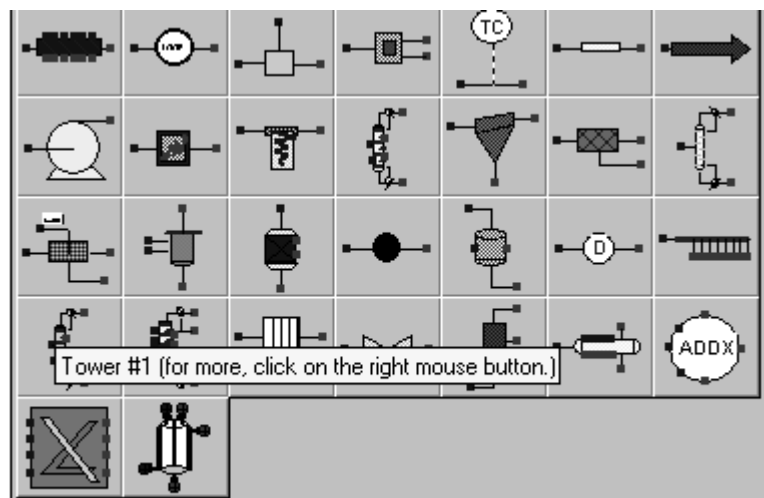 LOOP
TC
D
Tower #1 (for more, click on the right mouse button.)
ADDX